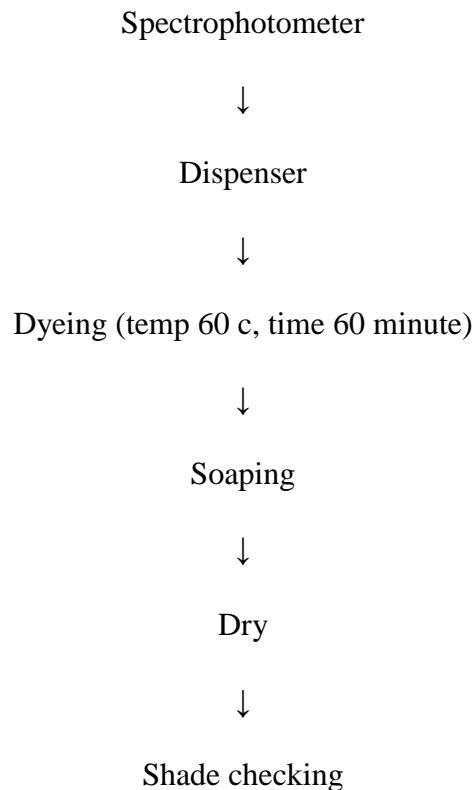 Spectrophotometer
↓
Dispenser
↓
Dyeing (temp 60 c, time 60 minute)
↓
Soaping
↓
Dry
↓
Shade checking